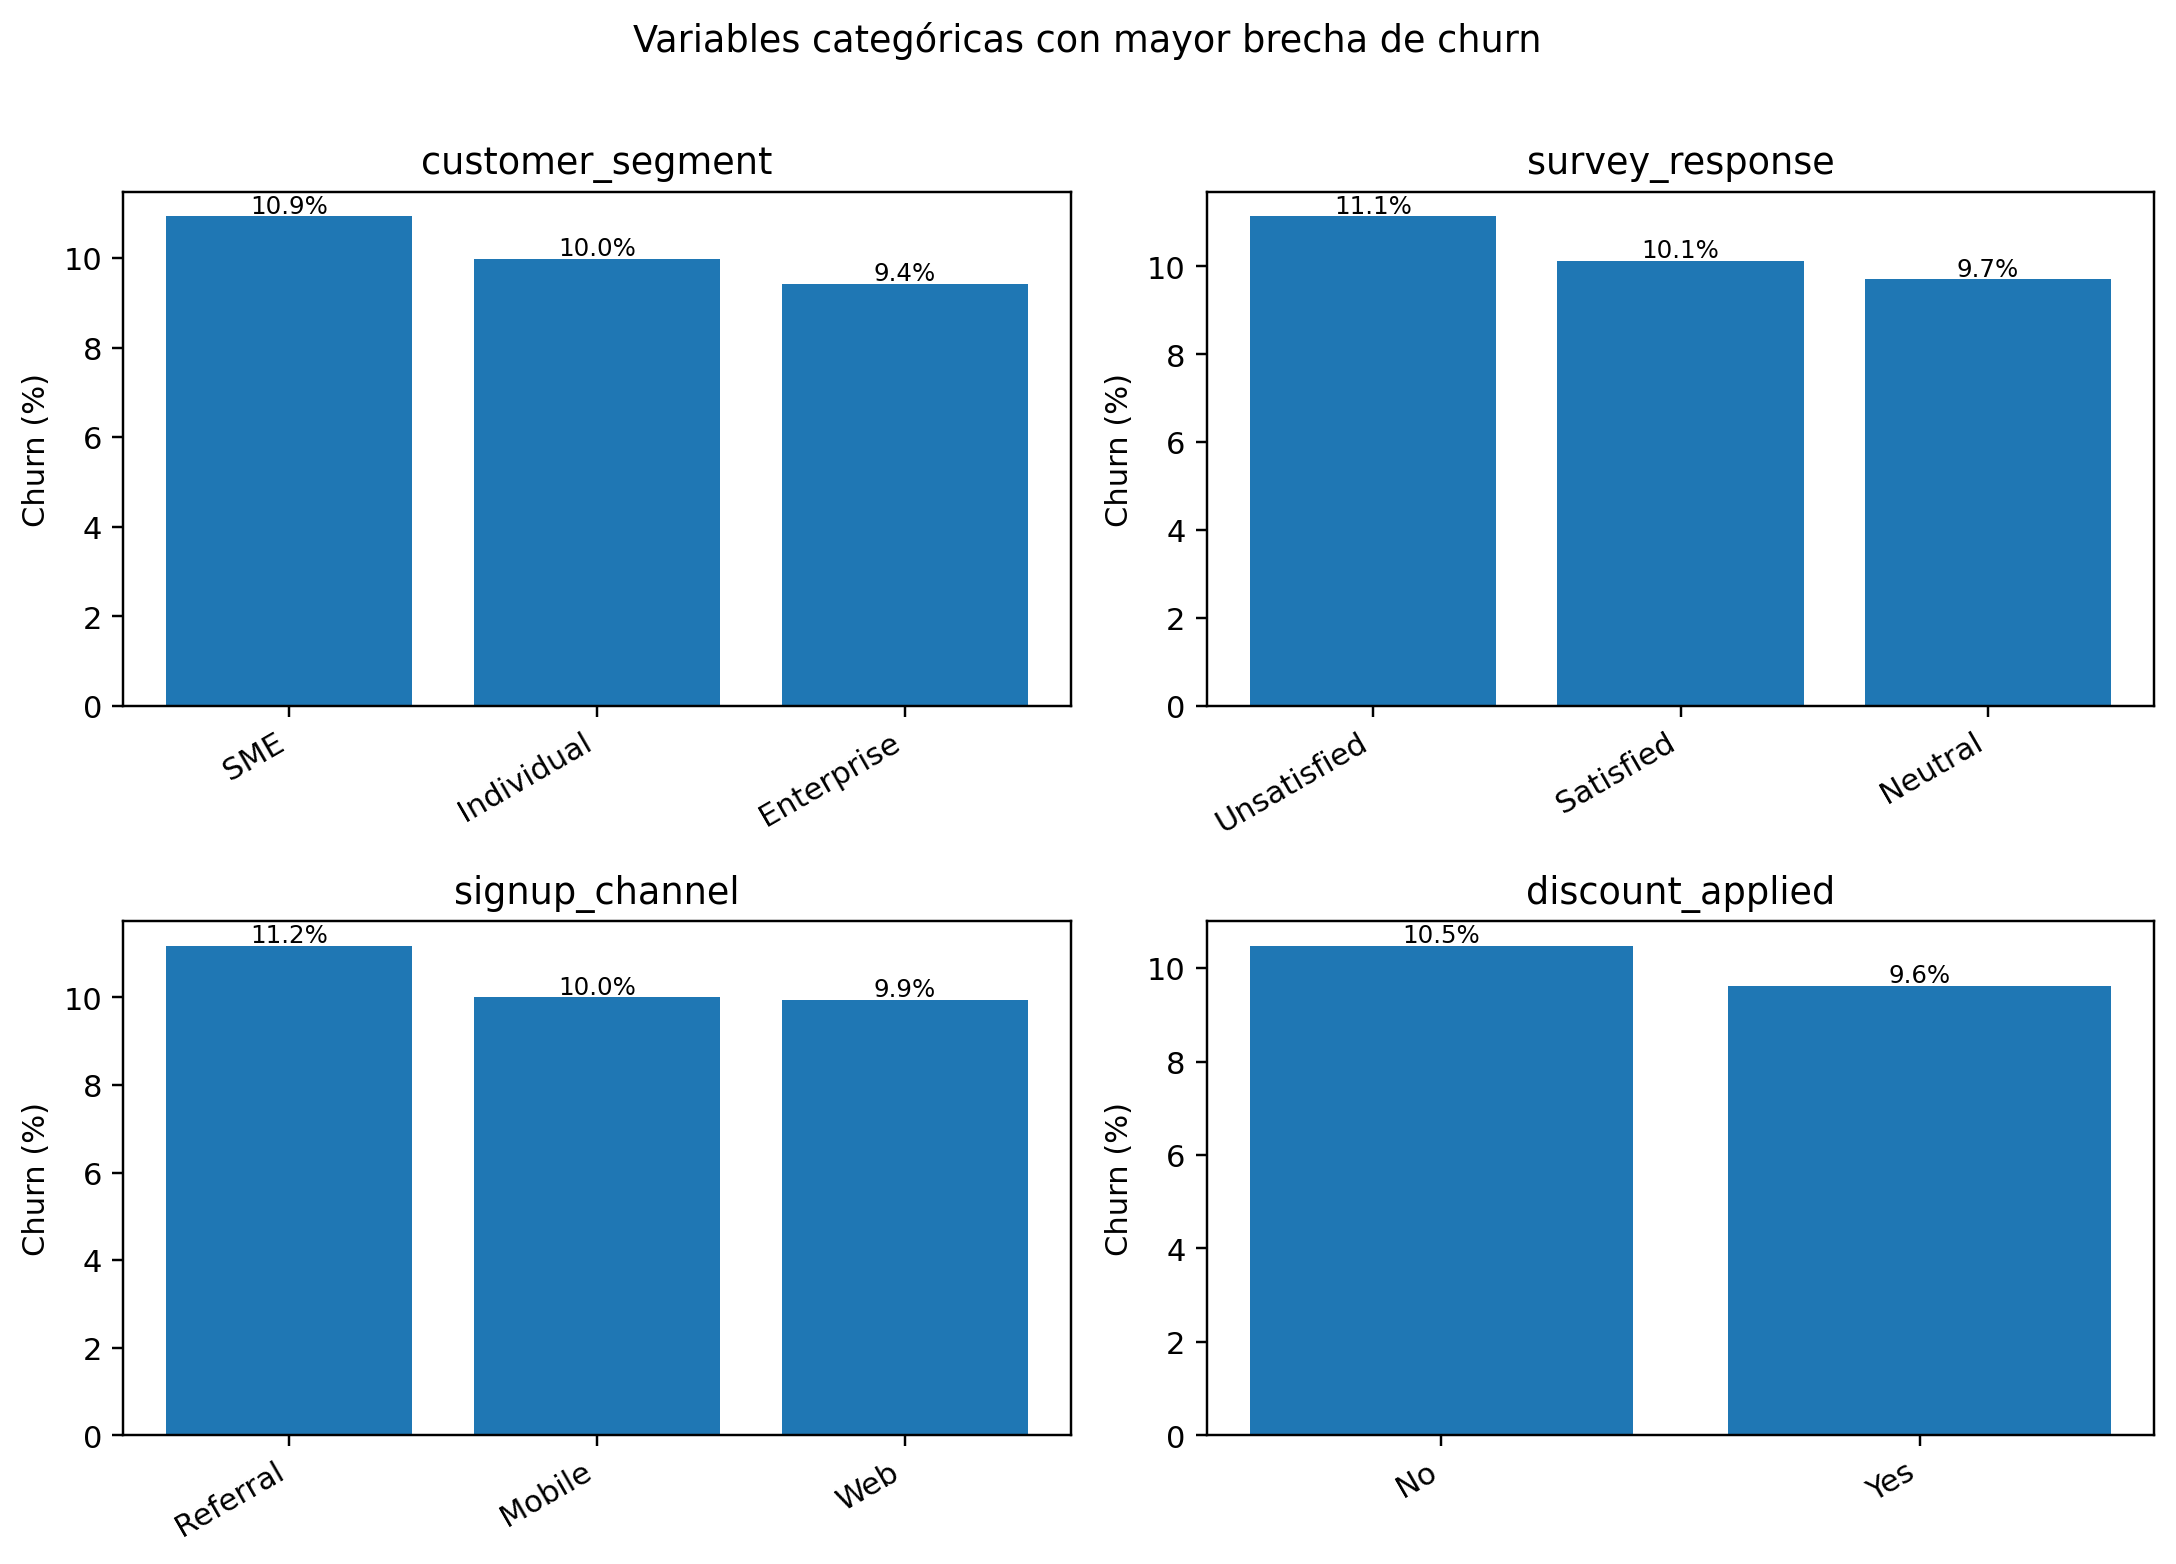 Variables categóricas con mayor brecha de churn
customer_segment
Churn (%)
10
8
6
4
2
0
10.9%
10.0%
9.4%
SME
Individual
Enterprise
survey_response
Churn (%)
10
8
6
4
2
0
11.1%
10.1%
9.7%
Unsatisfied
Satisfied
Neutral
signup_channel
Churn (%)
10
8
6
4
2
0
11.2%
10.0%
9.9%
Referral
Mobile
Web
discount_applied
Churn (%)
10
8
6
4
2
0
10.5%
9.6%
No
Yes